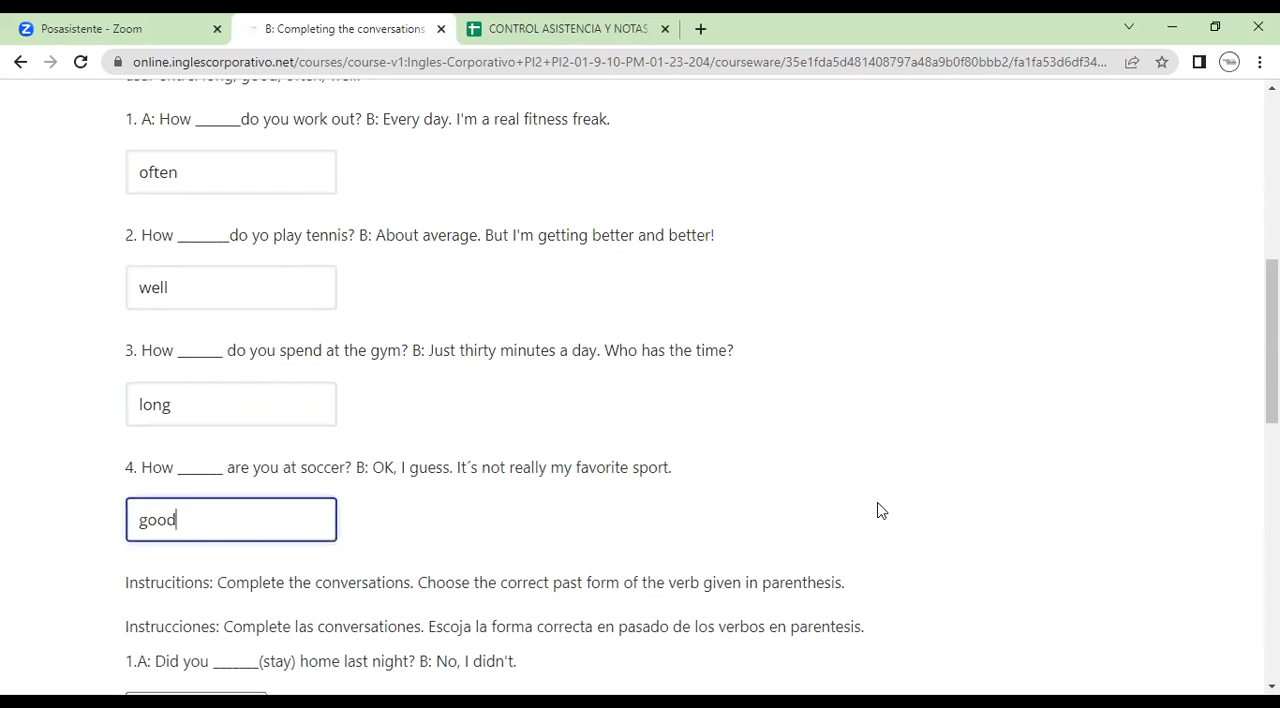 Posasistente - Zoom
B: Completing the conversations
CONTROL ASISTENCIA Y NOTAS
online.inglescorporativo.net/courses/course-v1:Ingles-Corporativo+PI2+PI2-01-9-10-PM-01-23-204/courseware/35e1fda5d481408797a48a9b0f80bbb2/fa1fa53d6df34...
1. A: How ______do you work out? B: Every day. I'm a real fitness freak.
often
2. How _______do yo play tennis? B: About average. But I'm getting better and better!
well
3. How ______ do you spend at the gym? B: Just thirty minutes a day. Who has the time?
long
4. How ______ are you at soccer? B: OK, I guess. It´s not really my favorite sport.
good
Instrucitions: Complete the conversations. Choose the correct past form of the verb given in parenthesis.
Instrucciones: Complete las conversationes. Escoja la forma correcta en pasado de los verbos en parentesis.
1.A: Did you ______(stay) home last night? B: No, I didn't.